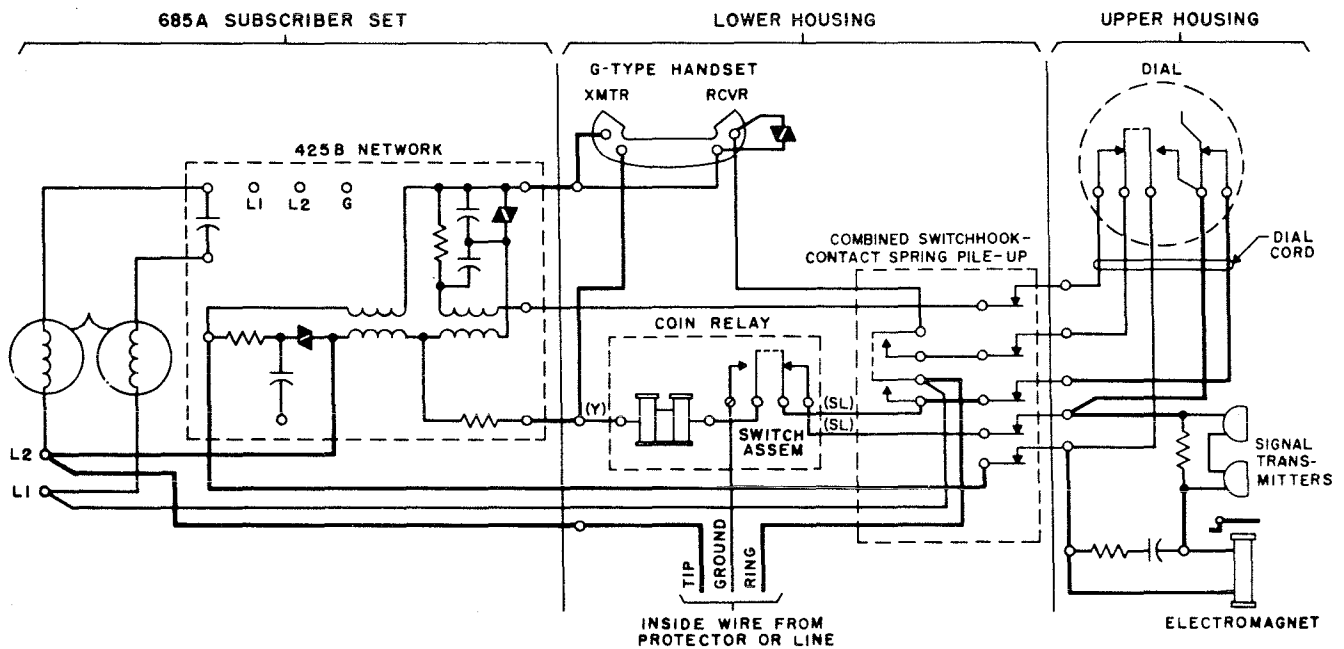 685A SUBSCRIBER SET
LOWER HOUSING
UPPER HOUSING
G-TYPE HANDSET
XMTR
RCVR
DIAL
425B NETWORK
L1
L2
G
COMBINED SWITCHHOOK-
CONTACT SPRING PILE-UP
DIAL
CORD
COIN RELAY
(Y)
(SL)
(SL)
SWITCH
ASSEM
L2
L1
SIGNAL
TRANS-
MITTERS
TIP
GROUND
RING
INSIDE WIRE FROM
PROTECTOR OR LINE
ELECTROMAGNET